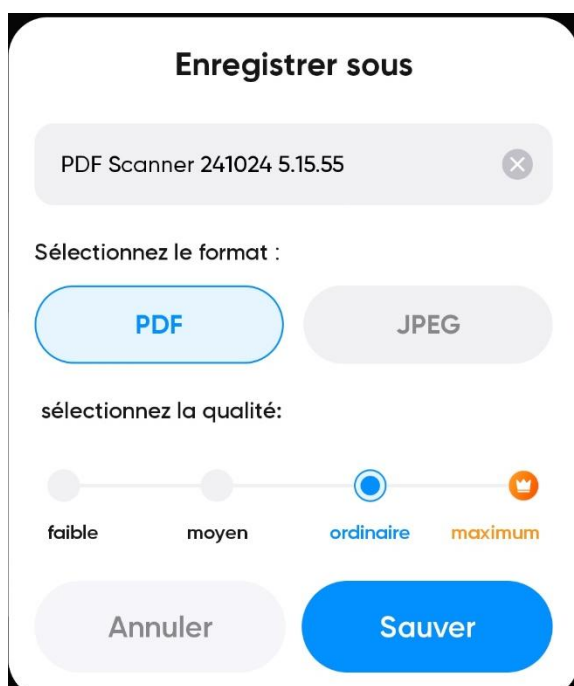 Enregistrer sous
PDF Scanner 241024 5.15.55
Sélectionnez le format :
PDF JPEG
sélectionnez la qualité:
faible moyen ordinaire maximum
Annuler Sauver